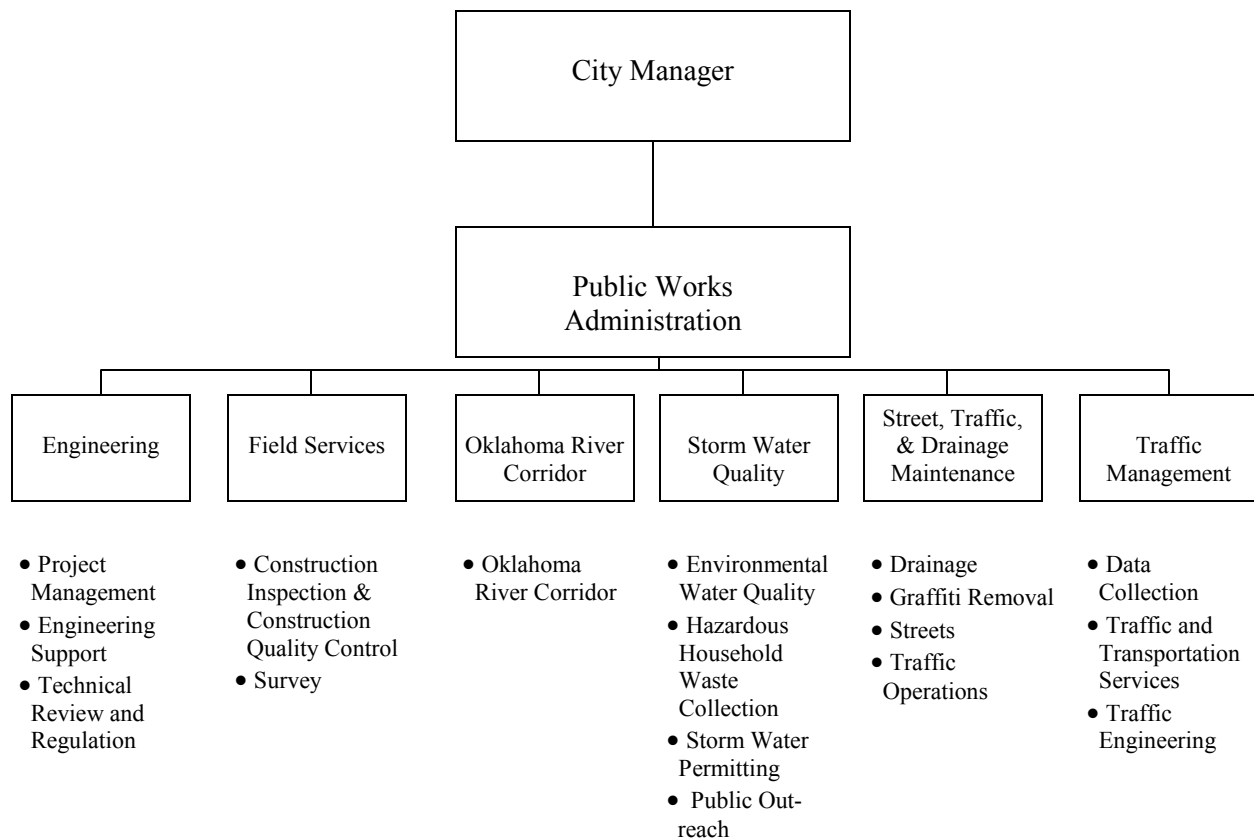 City Manager
Public Works
Administration
Engineering
Field Services
Oklahoma River
Corridor
Storm Water
Quality
Street, Traffic,
& Drainage
Maintenance
Traffic
Management
• Project
Management
• Engineering
Support
• Technical
Review and
Regulation
• Construction
Inspection &
Construction
Quality Control
• Survey
• Oklahoma
River Corridor
• Environmental
Water Quality
• Hazardous
Household
Waste
Collection
• Storm Water
Permitting
• Public Out-
reach
• Drainage
• Graffiti Removal
• Streets
• Traffic
Operations
• Data
Collection
• Traffic and
Transportation
Services
• Traffic
Engineering